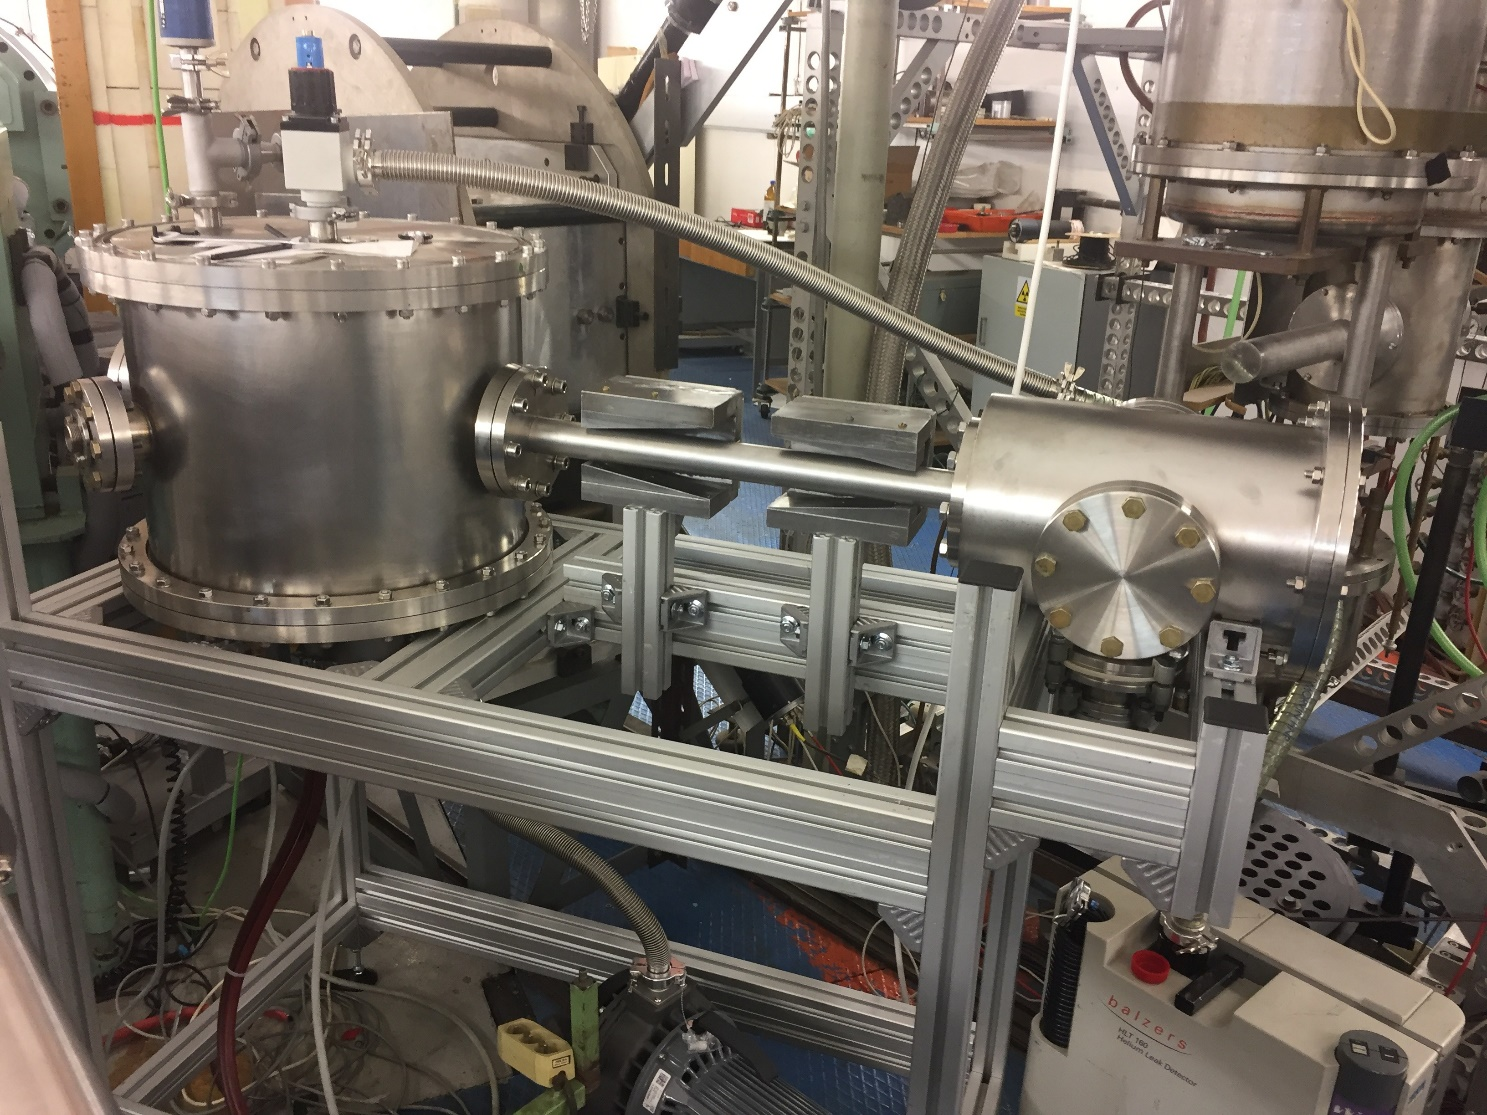 balzers
HLT 160
Helium Leak Detector